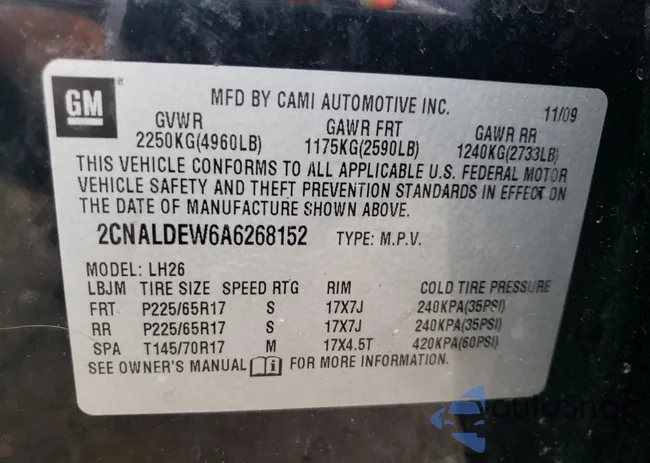 GM
MFD BY CAMI AUTOMOTIVE INC. 11/09
GVWR GAWR FRT GAWR RR
2250KG(4960LB) 1175KG(2590LB) 1240KG(2733LB)
THIS VEHICLE CONFORMS TO ALL APPLICABLE U.S. FEDERAL MOTOR
VEHICLE SAFETY AND THEFT PREVENTION STANDARDS IN EFFECT ON
THE DATE OF MANUFACTURE SHOWN ABOVE.
2CNALDEW6A6268152 TYPE: M.P.V.
MODEL: LH26
LBJM TIRE SIZE SPEED RTG RIM COLD TIRE PRESSURE
FRT P225/65R17 S 17X7J 240KPA(35PSI)
RR P225/65R17 S 17X7J 240KPA(35PSI)
SPA T145/70R17 M 17X4.5T 420KPA(60PSI)
SEE OWNER'S MANUAL FOR MORE INFORMATION.